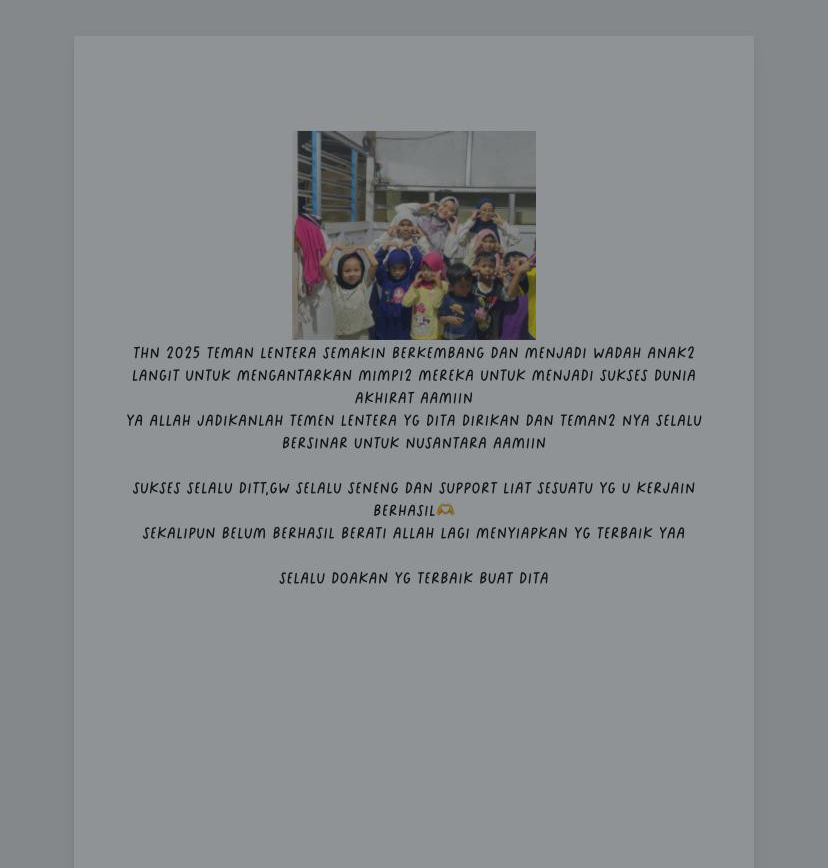 THN 2025 TEMAN LENTERA SEMAKIN BERKEMBANG DAN MENJADI WADAH ANAK2
LANGIT UNTUK MENGANTARKAN MIMPI2 MEREKA UNTUK MENJADI SUKSES DUNIA
AKHIRAT AAMIIN
YA ALLAH JADIKANLAH TEMEN LENTERA YG DITA DIRIKAN DAN TEMAN2 NYA SELALU
BERSINAR UNTUK NUSANTARA AAMIIN
SUKSES SELALU DITT,GW SELALU SENENG DAN SUPPORT LIAT SESUATU YG U KERJAIN
BERHASIL🫶
SEKALIPUN BELUM BERHASIL BERATI ALLAH LAGI MENYIAPKAN YG TERBAIK YAA
SELALU DOAKAN YG TERBAIK BUAT DITA